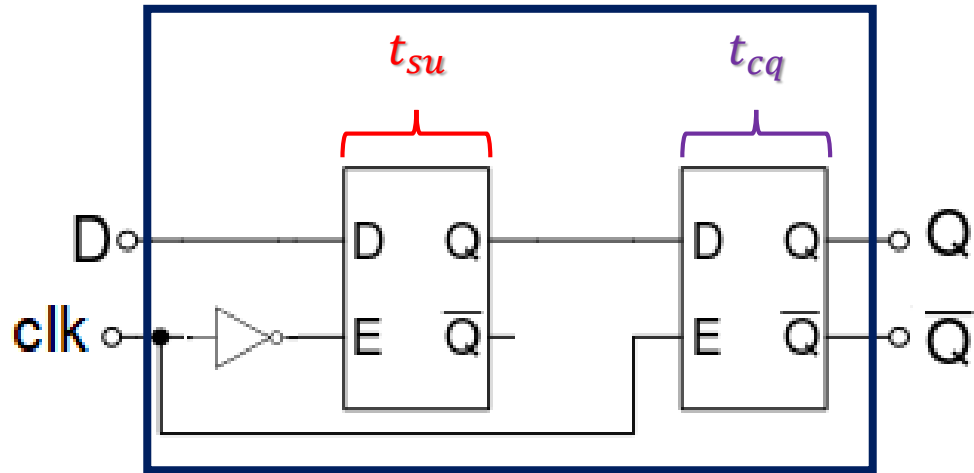 t_su t_cq
D D Q D Q Q
clk E Q̅ E Q̅ Q̅